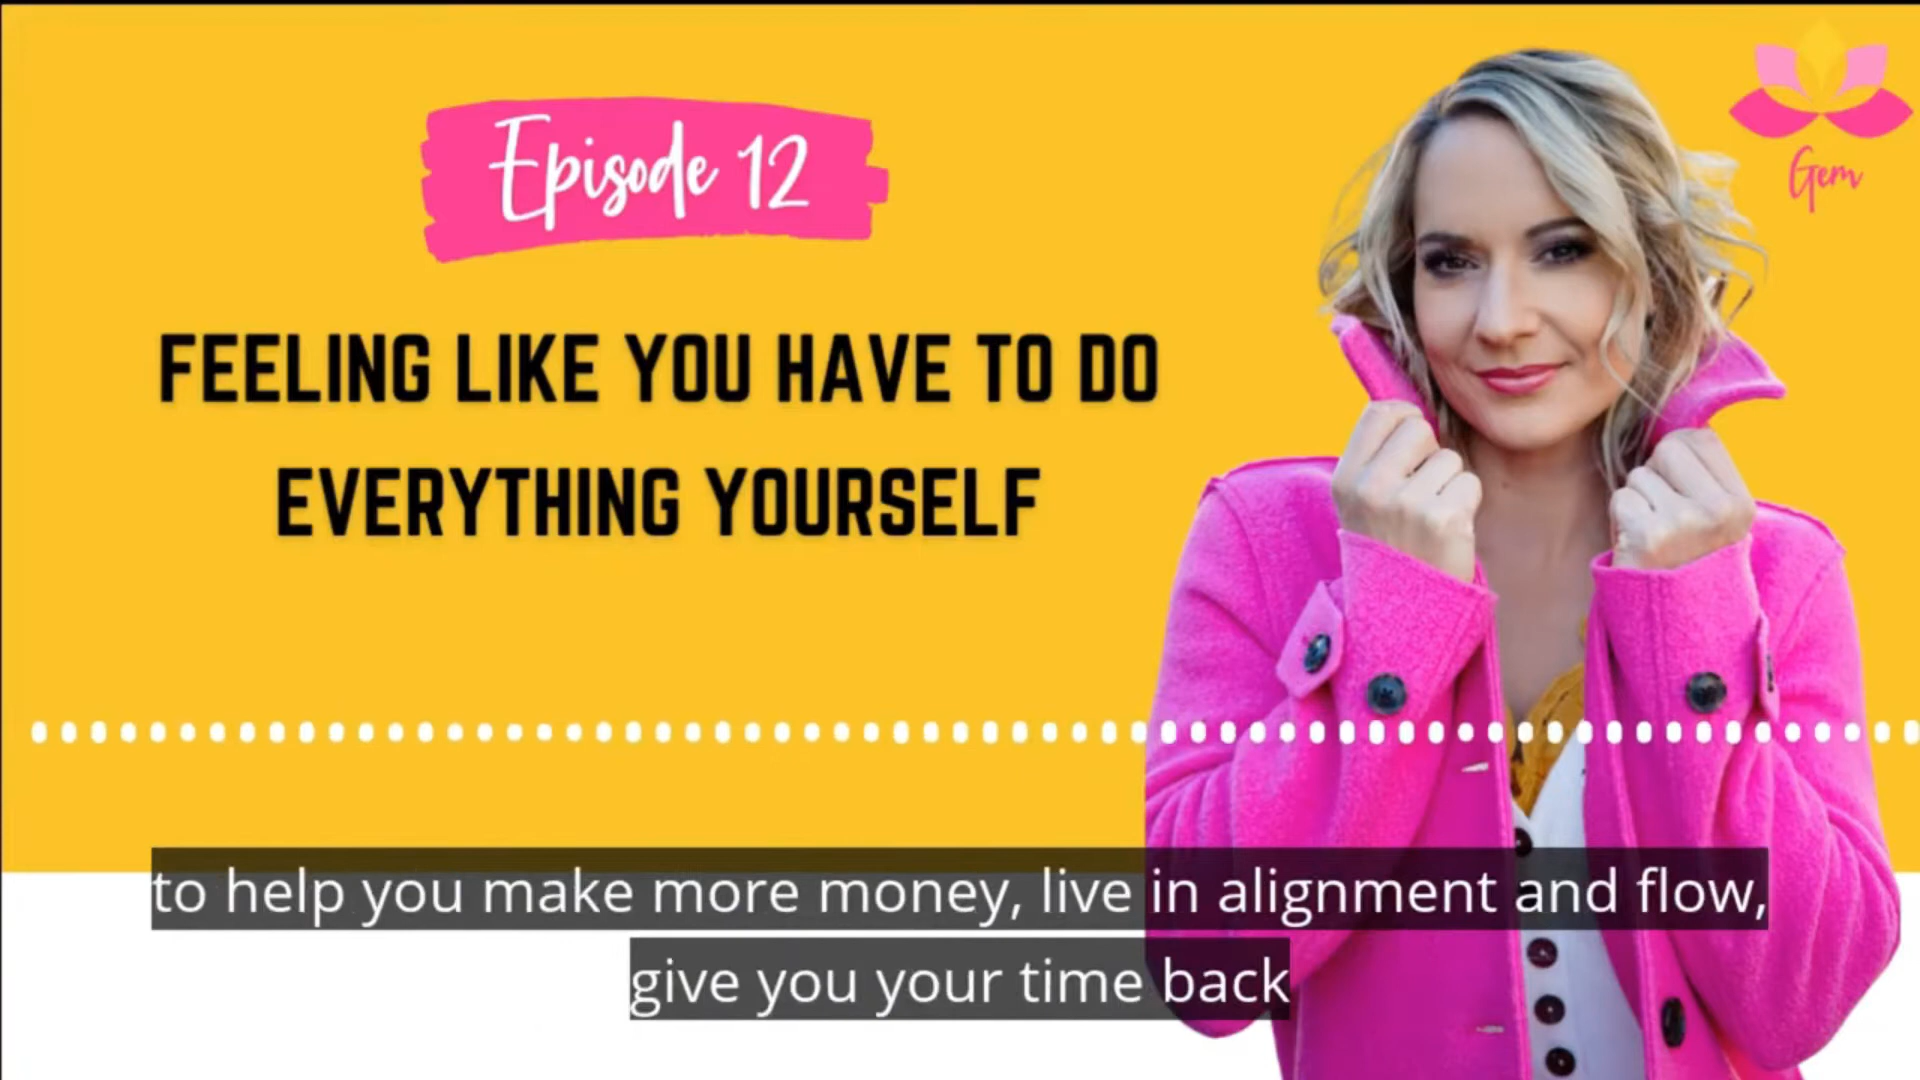 Episode 12
Gem
FEELING LIKE YOU HAVE TO DO
EVERYTHING YOURSELF
to help you make more money, live in alignment and flow,
give you your time back